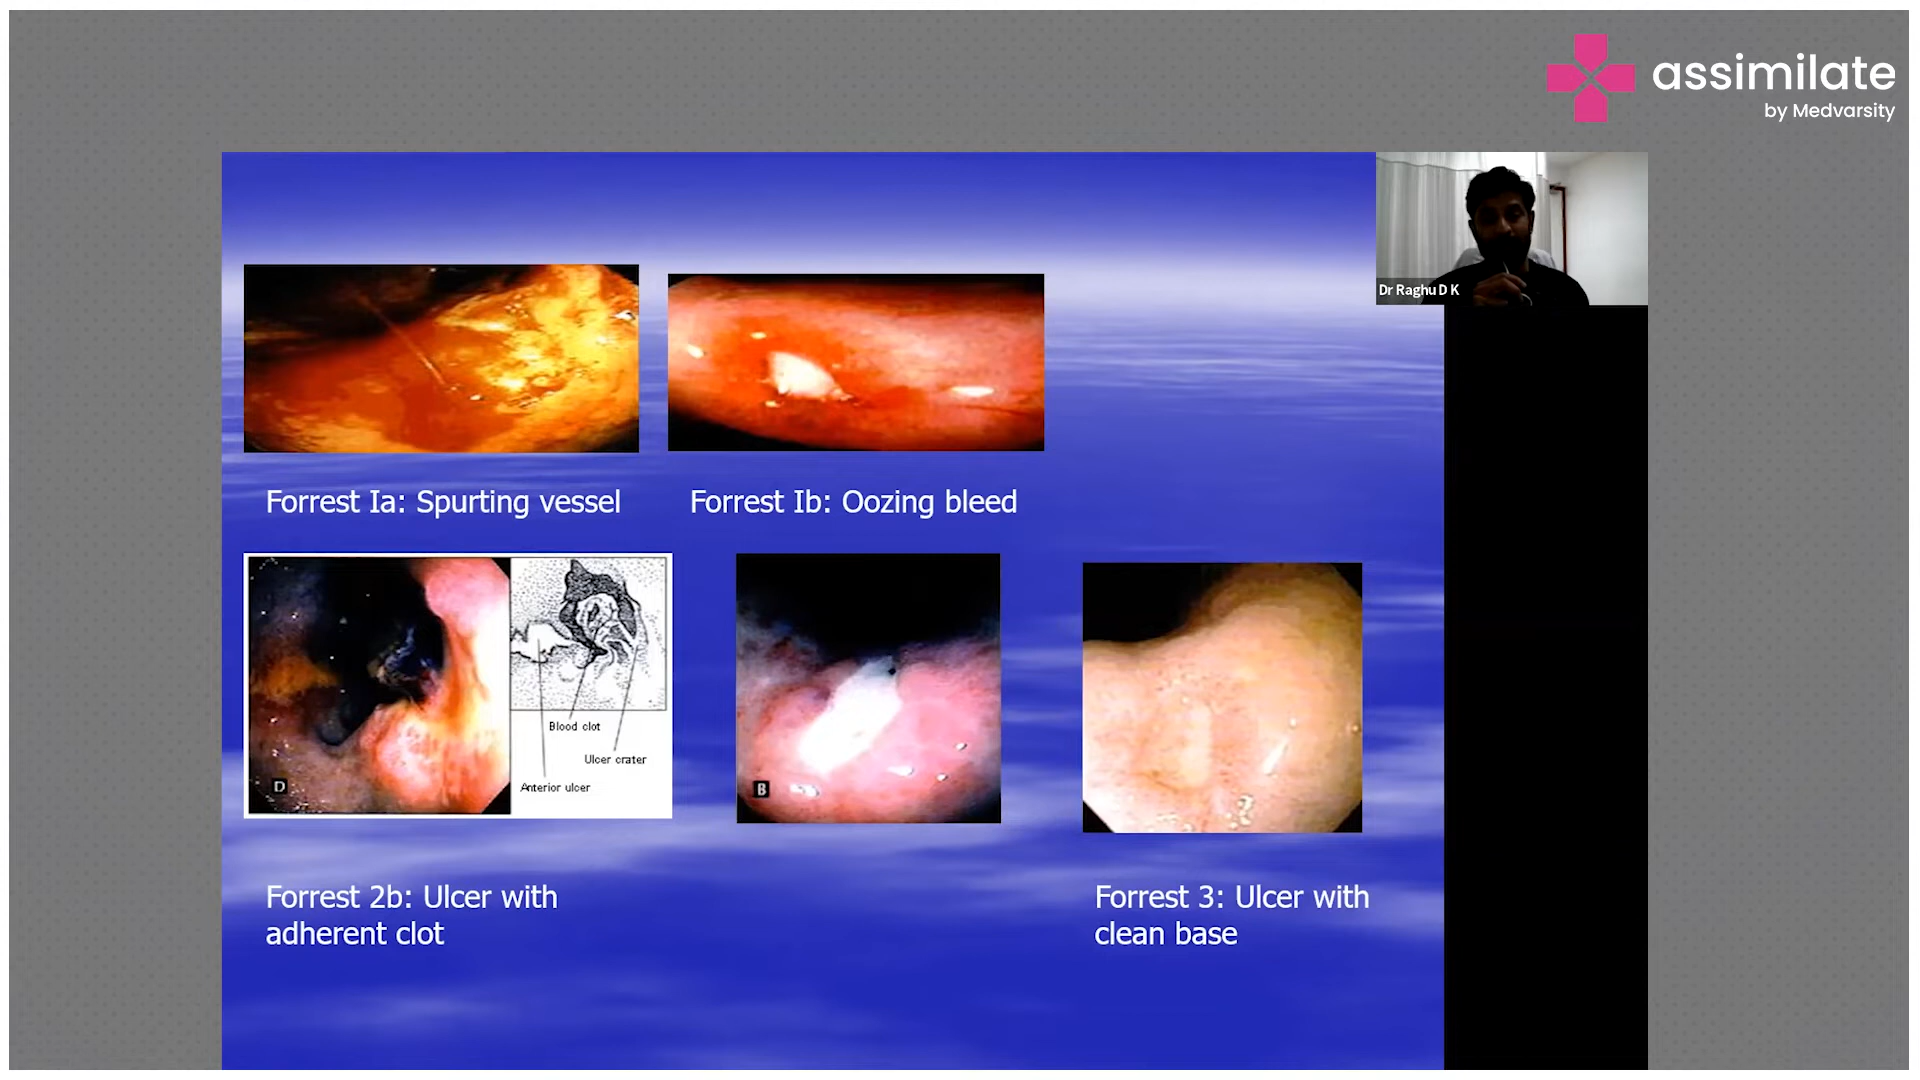 assimilate
by Medvarsity
Dr Raghu D K
Forrest Ia: Spurting vessel
Forrest Ib: Oozing bleed
Blood clot
Ulcer crater
Anterior ulcer
D
B
Forrest 2b: Ulcer with
adherent clot
Forrest 3: Ulcer with
clean base